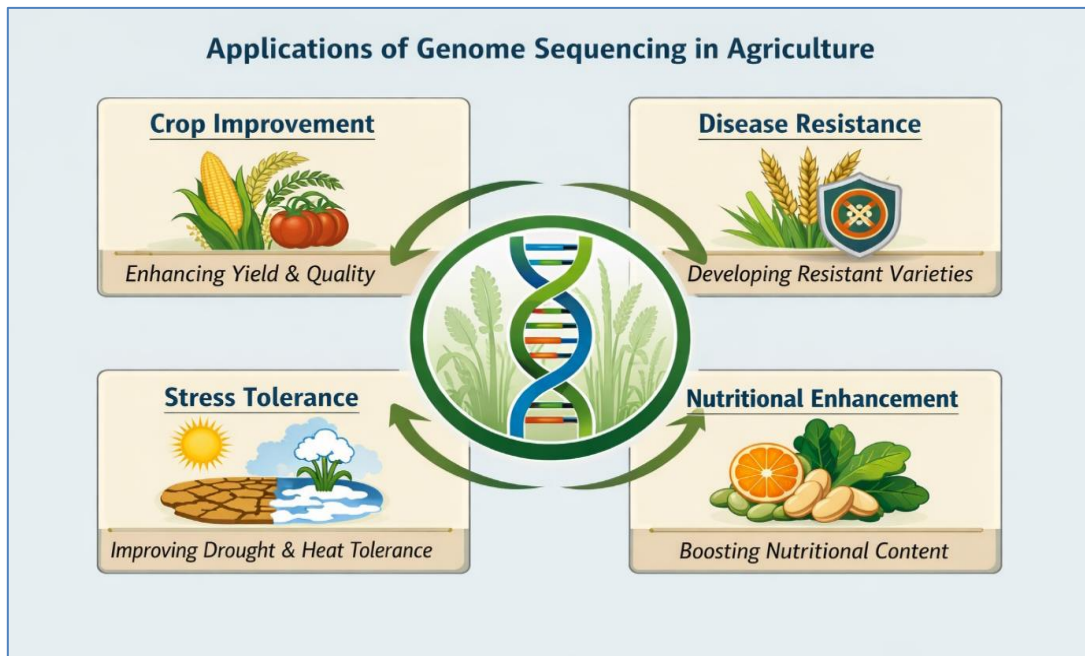 Applications of Genome Sequencing in Agriculture
Crop Improvement
Enhancing Yield & Quality
Disease Resistance
Developing Resistant Varieties
Stress Tolerance
Improving Drought & Heat Tolerance
Nutritional Enhancement
Boosting Nutritional Content